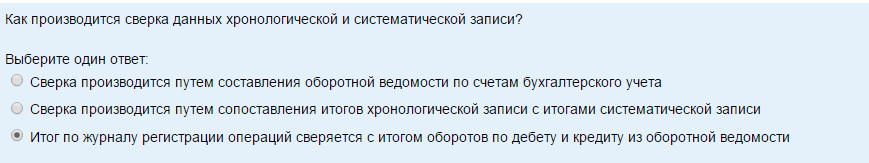 Как производится сверка данных хронологической и систематической записи?
Выберите один ответ:
Сверка производится путем составления оборотной ведомости по счетам бухгалтерского учета
Сверка производится путем сопоставления итогов хронологической записи с итогами систематической записи
Итог по журналу регистрации операций сверяется с итогом оборотов по дебету и кредиту из оборотной ведомости